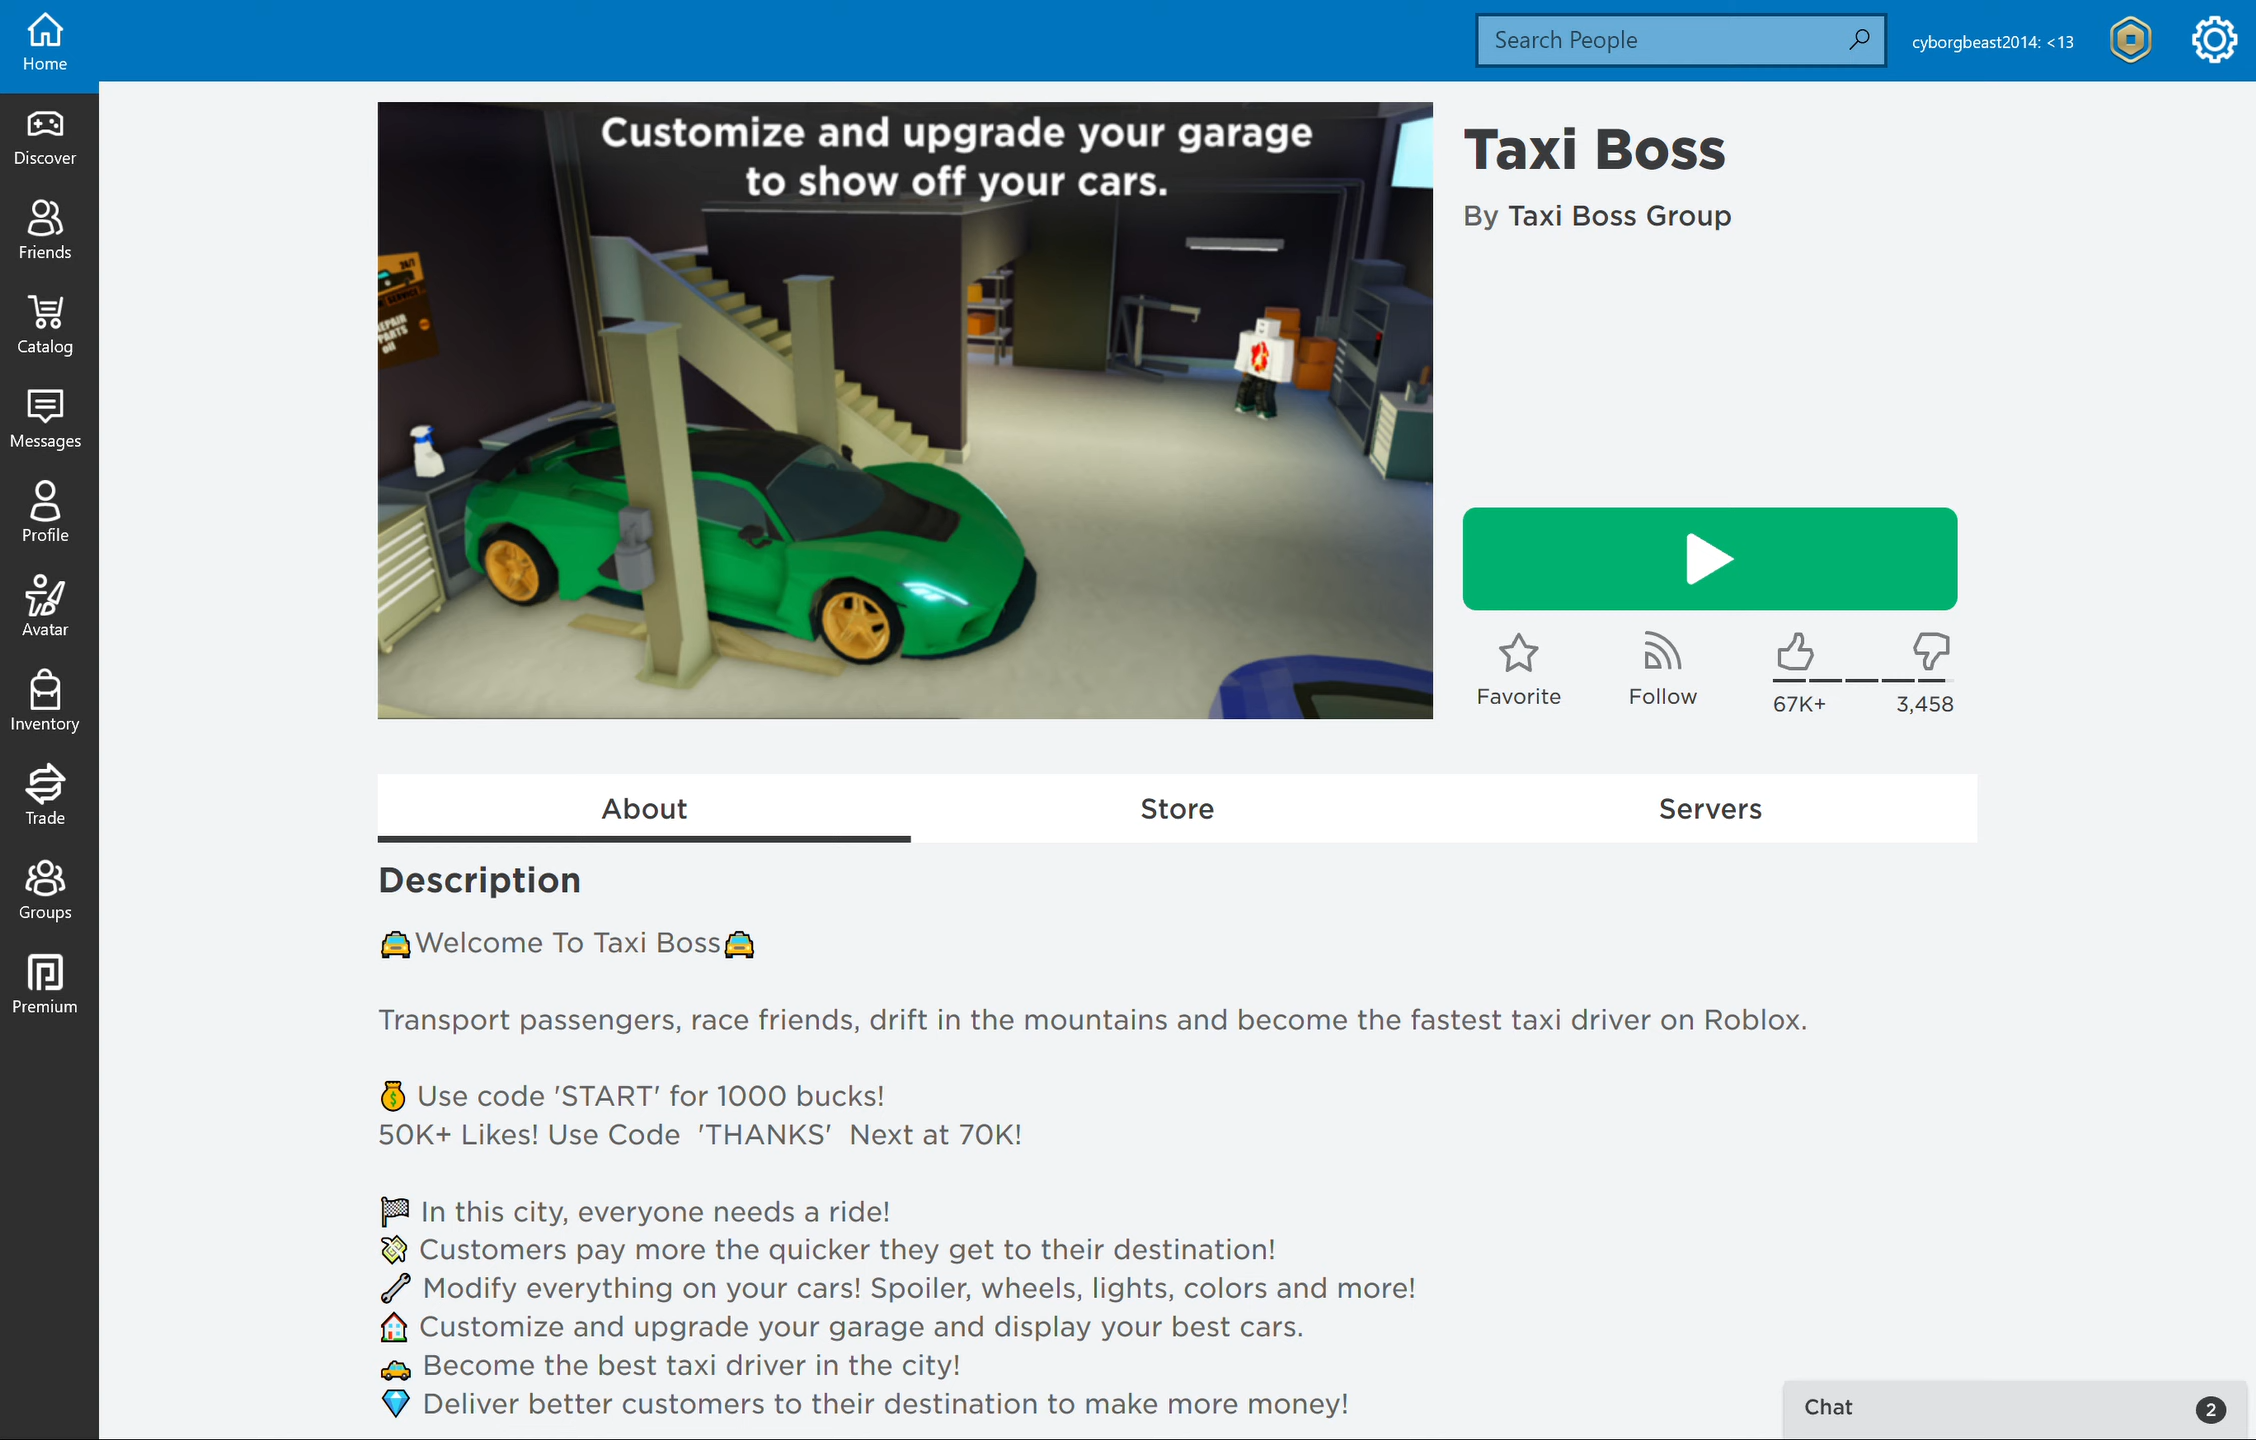 Home
Search People
cyborgbeast2014: <13
Discover
Friends
Catalog
Messages
Profile
Avatar
Inventory
Trade
Groups
Premium
Customize and upgrade your garage
to show off your cars.
24/7
SERVICE
REPAIR
PARTS
oil
Taxi Boss
By Taxi Boss Group
Favorite
Follow
67K+
3,458
About
Store
Servers
Description
🚖Welcome To Taxi Boss🚖
Transport passengers, race friends, drift in the mountains and become the fastest taxi driver on Roblox.
💰 Use code 'START' for 1000 bucks!
50K+ Likes! Use Code 'THANKS' Next at 70K!
🏁 In this city, everyone needs a ride!
💸 Customers pay more the quicker they get to their destination!
🔧 Modify everything on your cars! Spoiler, wheels, lights, colors and more!
🏠 Customize and upgrade your garage and display your best cars.
🚕 Become the best taxi driver in the city!
💎 Deliver better customers to their destination to make more money!
Chat
2